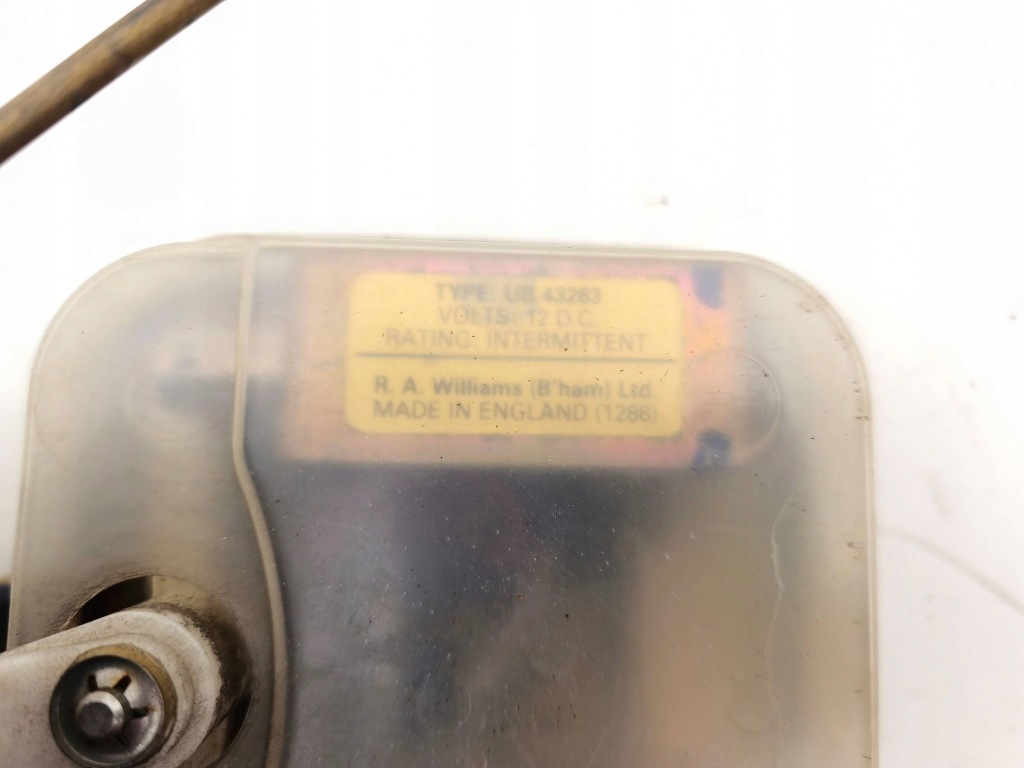 TYPE: UB 43263
VOLTS: 12 D.C.
RATING: INTERMITTENT
R. A. Williams (B'ham) Ltd.
MADE IN ENGLAND (1286)